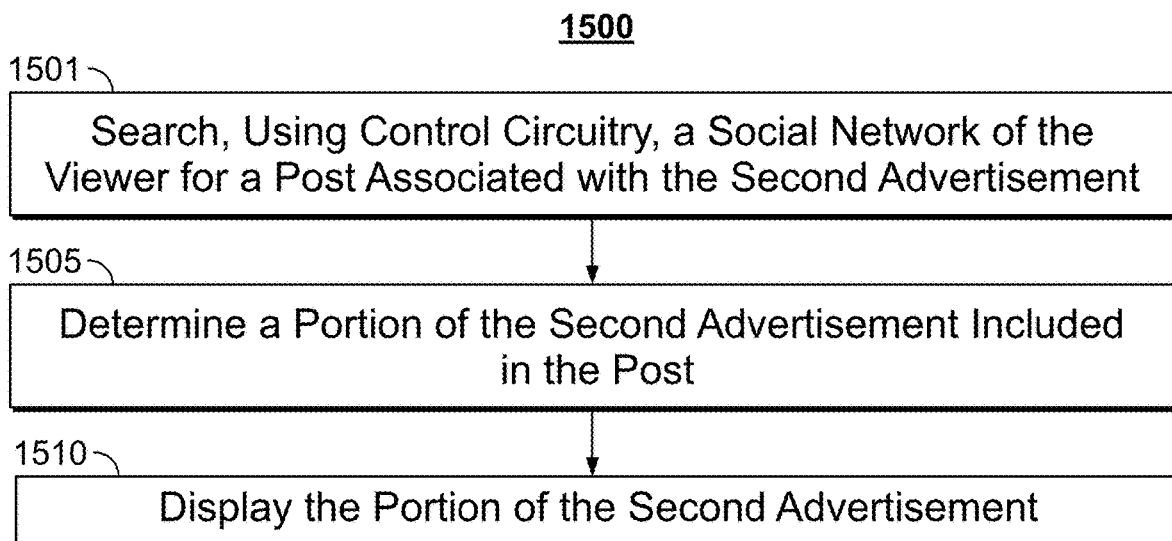 1500
1501
Search, Using Control Circuitry, a Social Network of the
Viewer for a Post Associated with the Second Advertisement
1505
Determine a Portion of the Second Advertisement Included
in the Post
1510
Display the Portion of the Second Advertisement